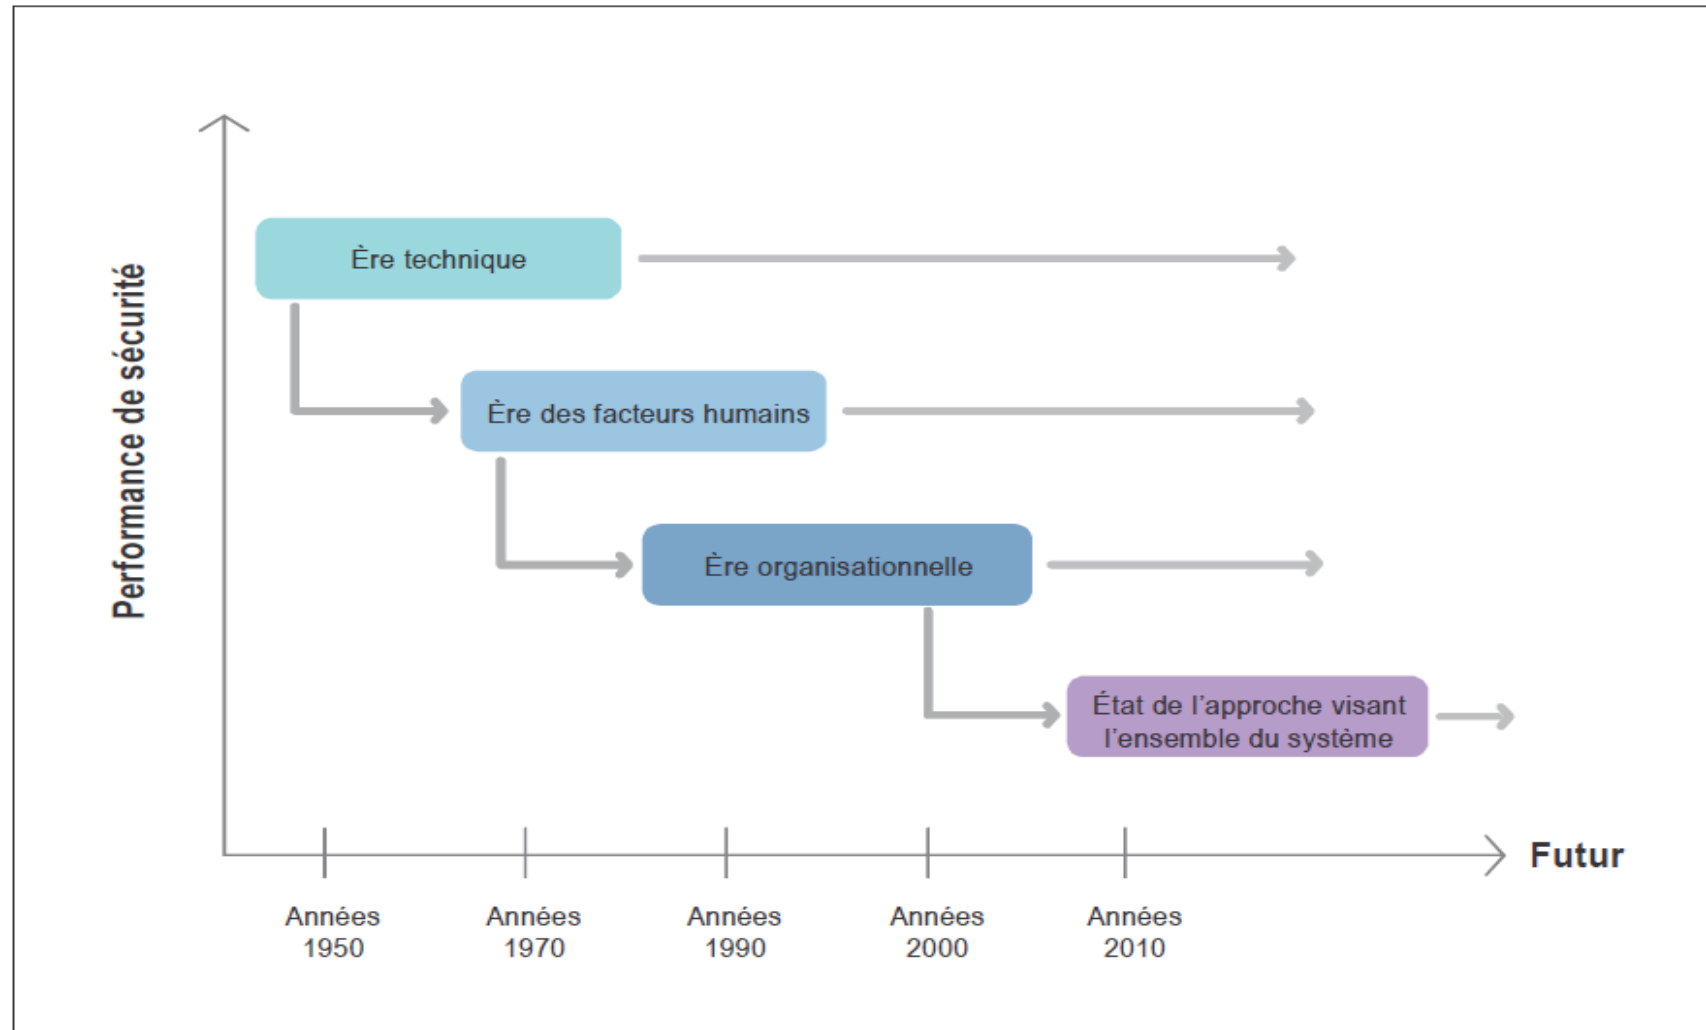 Performance de sécurité
Ère technique
Ère des facteurs humains
Ère organisationnelle
État de l'approche visant
l'ensemble du système
Futur
Années
1950
Années
1970
Années
1990
Années
2000
Années
2010